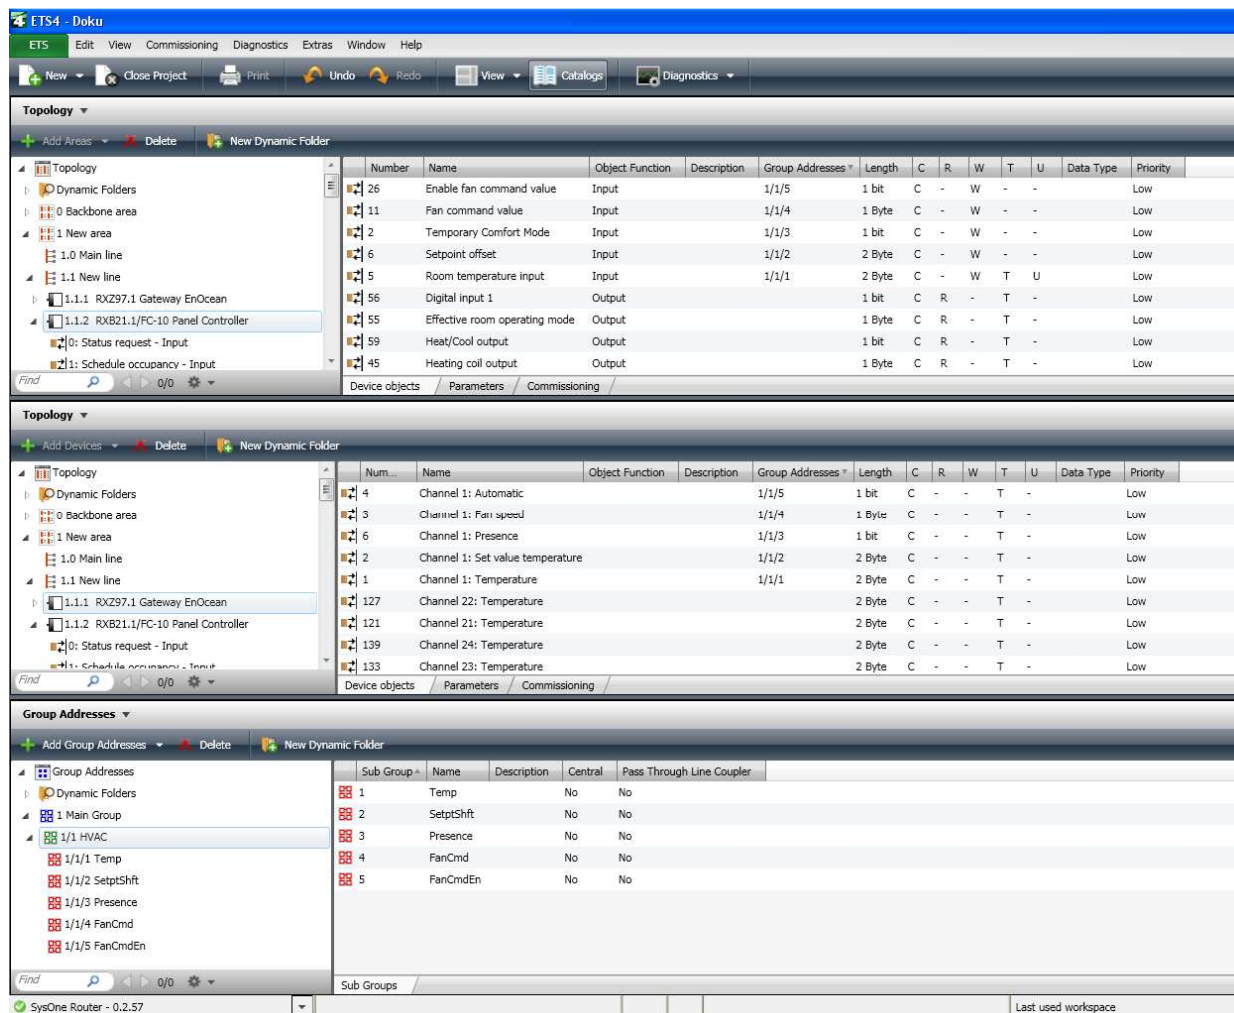 ETS4 - Doku
ETS Edit View Commissioning Diagnostics Extras Window Help
New Close Project Print Undo Redo View Catalogs Diagnostics
Topology
Add Areas Delete New Dynamic Folder
Topology
Dynamic Folders
0 Backbone area
1 New area
1.0 Main line
1.1 New line
1.1.1 RXZ97.1 Gateway EnOcean
1.1.2 RXB21.1/FC-10 Panel Controller
0: Status request - Input
1: Schedule occupancy - Input
Find 0/0
Number Name Object Function Description Group Addresses Length C R W T U Data Type Priority
26 Enable fan command value Input 1/1/5 1 bit C - W - - Low
11 Fan command value Input 1/1/4 1 Byte C - W - - Low
2 Temporary Comfort Mode Input 1/1/3 1 bit C - W - - Low
6 Setpoint offset Input 1/1/2 2 Byte C - W - - Low
5 Room temperature input Input 1/1/1 2 Byte C - W T U Low
56 Digital input 1 Output 1 bit C R - T - Low
55 Effective room operating mode Output 1 Byte C R - T - Low
59 Heat/Cool output Output 1 bit C R - T - Low
45 Heating coil output Output 1 Byte C R - T - Low
Device objects Parameters Commissioning
Topology
Add Devices Delete New Dynamic Folder
Topology
Dynamic Folders
0 Backbone area
1 New area
1.0 Main line
1.1 New line
1.1.1 RXZ97.1 Gateway EnOcean
1.1.2 RXB21.1/FC-10 Panel Controller
0: Status request - Input
1: Schedule occupancy - Input
Find 0/0
Num... Name Object Function Description Group Addresses Length C R W T U Data Type Priority
4 Channel 1: Automatic 1/1/5 1 bit C - - T - Low
3 Channel 1: Fan speed 1/1/4 1 Byte C - - T - Low
6 Channel 1: Presence 1/1/3 1 bit C - - T - Low
2 Channel 1: Set value temperature 1/1/2 2 Byte C - - T - Low
1 Channel 1: Temperature 1/1/1 2 Byte C - - T - Low
127 Channel 22: Temperature 2 Byte C - - T - Low
121 Channel 21: Temperature 2 Byte C - - T - Low
139 Channel 24: Temperature 2 Byte C - - T - Low
133 Channel 23: Temperature 2 Byte C - - T - Low
Device objects Parameters Commissioning
Group Addresses
Add Group Addresses Delete New Dynamic Folder
Group Addresses
Dynamic Folders
1 Main Group
1/1 HVAC
1/1/1 Temp
1/1/2 SetptShft
1/1/3 Presence
1/1/4 FanCmd
1/1/5 FanCmdEn
Find 0/0
Sub Group Name Description Central Pass Through Line Coupler
1 Temp No No
2 SetptShft No No
3 Presence No No
4 FanCmd No No
5 FanCmdEn No No
Sub Groups
SysOne Router - 0.2.57 Last used workspace